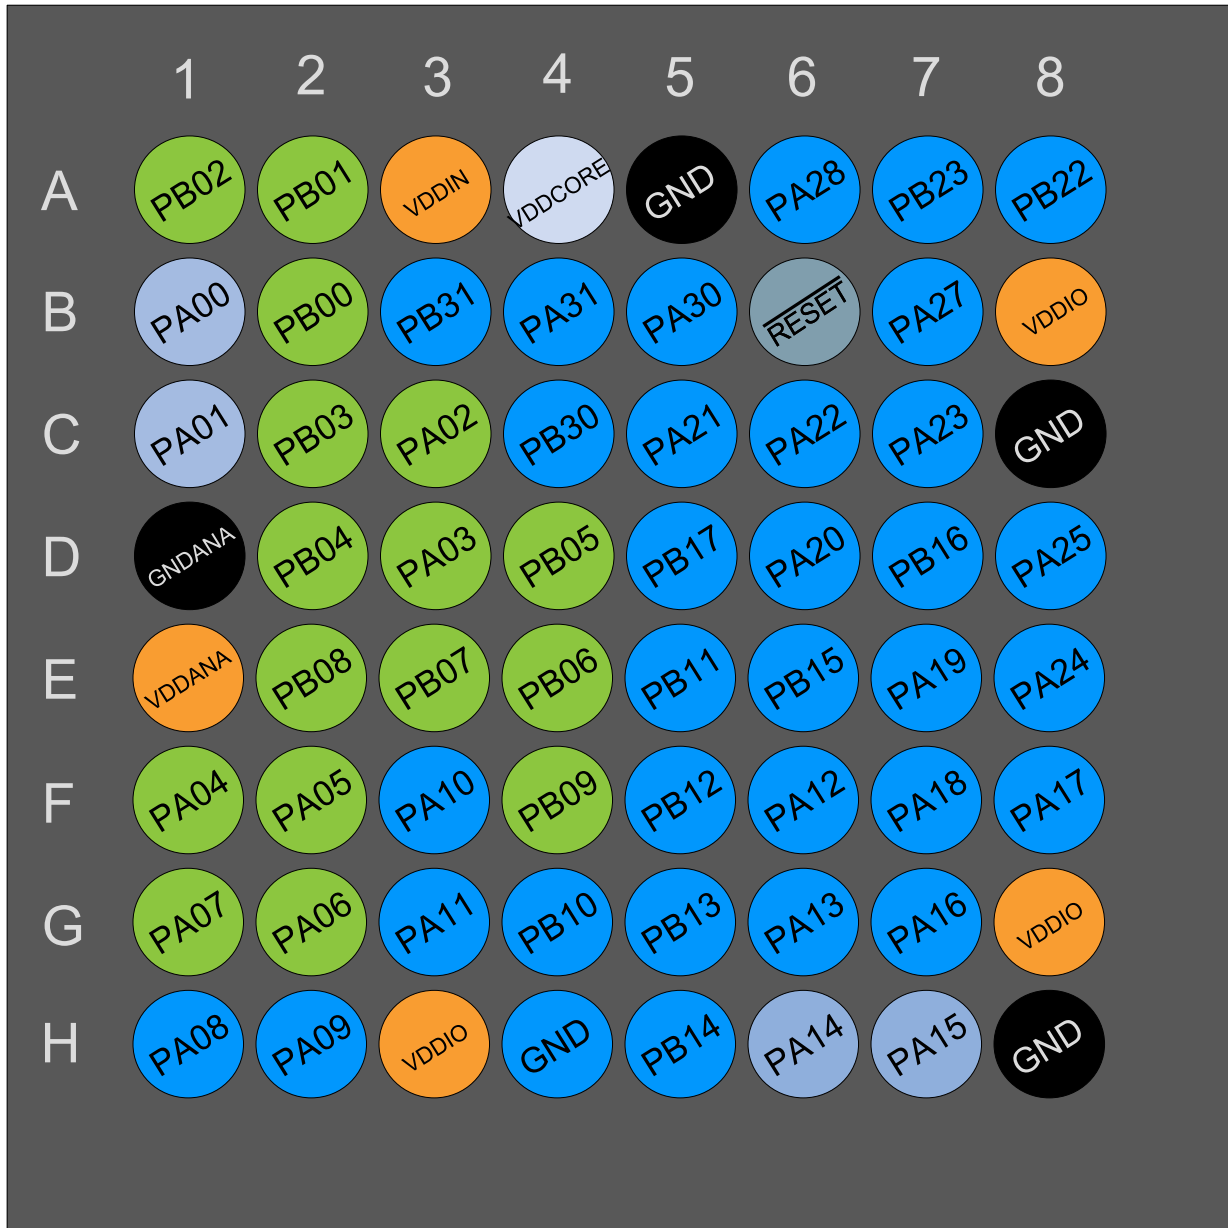 1 2 3 4 5 6 7 8
A PB02 PB01 VDDIN VDDCORE GND PA28 PB23 PB22
B PA00 PB00 PB31 PA31 PA30 RESET PA27 VDDIO
C PA01 PB03 PA02 PB30 PA21 PA22 PA23 GND
D GNDANA PB04 PA03 PB05 PB17 PA20 PB16 PA25
E VDDANA PB08 PB07 PB06 PB11 PB15 PA19 PA24
F PA04 PA05 PA10 PB09 PB12 PA12 PA18 PA17
G PA07 PA06 PA11 PB10 PB13 PA13 PA16 VDDIO
H PA08 PA09 VDDIO GND PB14 PA14 PA15 GND